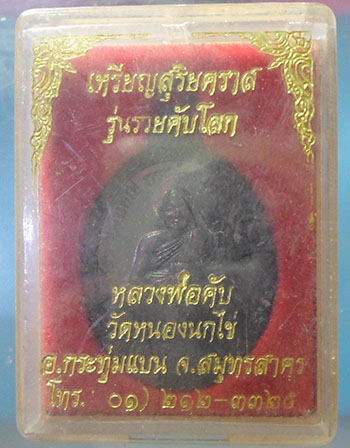 เหรียญสุริยคราส
รุ่นรวยคับโลก
หลวงพ่อคับ
วัดหนองนกไข่
อ.กระทุ่มแบน จ.สมุทรสาคร
โทร. ๐๑) ๒๑๒-๓๓๒๕